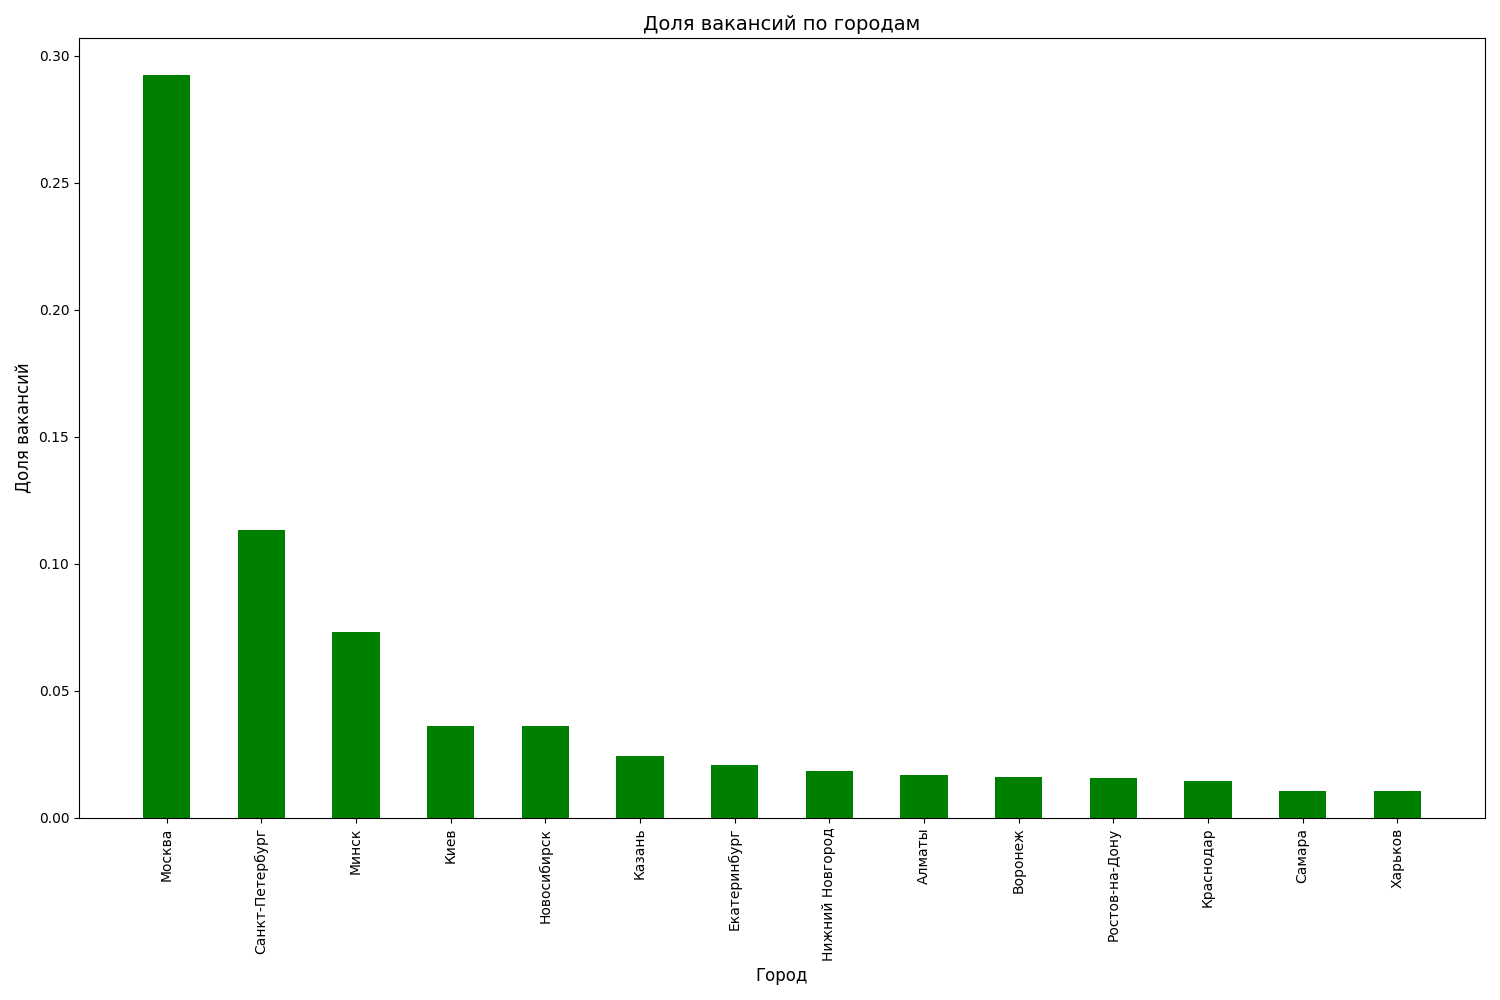 Доля вакансий по городам
Доля вакансий
0.30
0.25
0.20
0.15
0.10
0.05
0.00
Москва
Санкт-Петербург
Минск
Киев
Новосибирск
Казань
Екатеринбург
Нижний Новгород
Алматы
Воронеж
Ростов-на-Дону
Краснодар
Самара
Харьков
Город